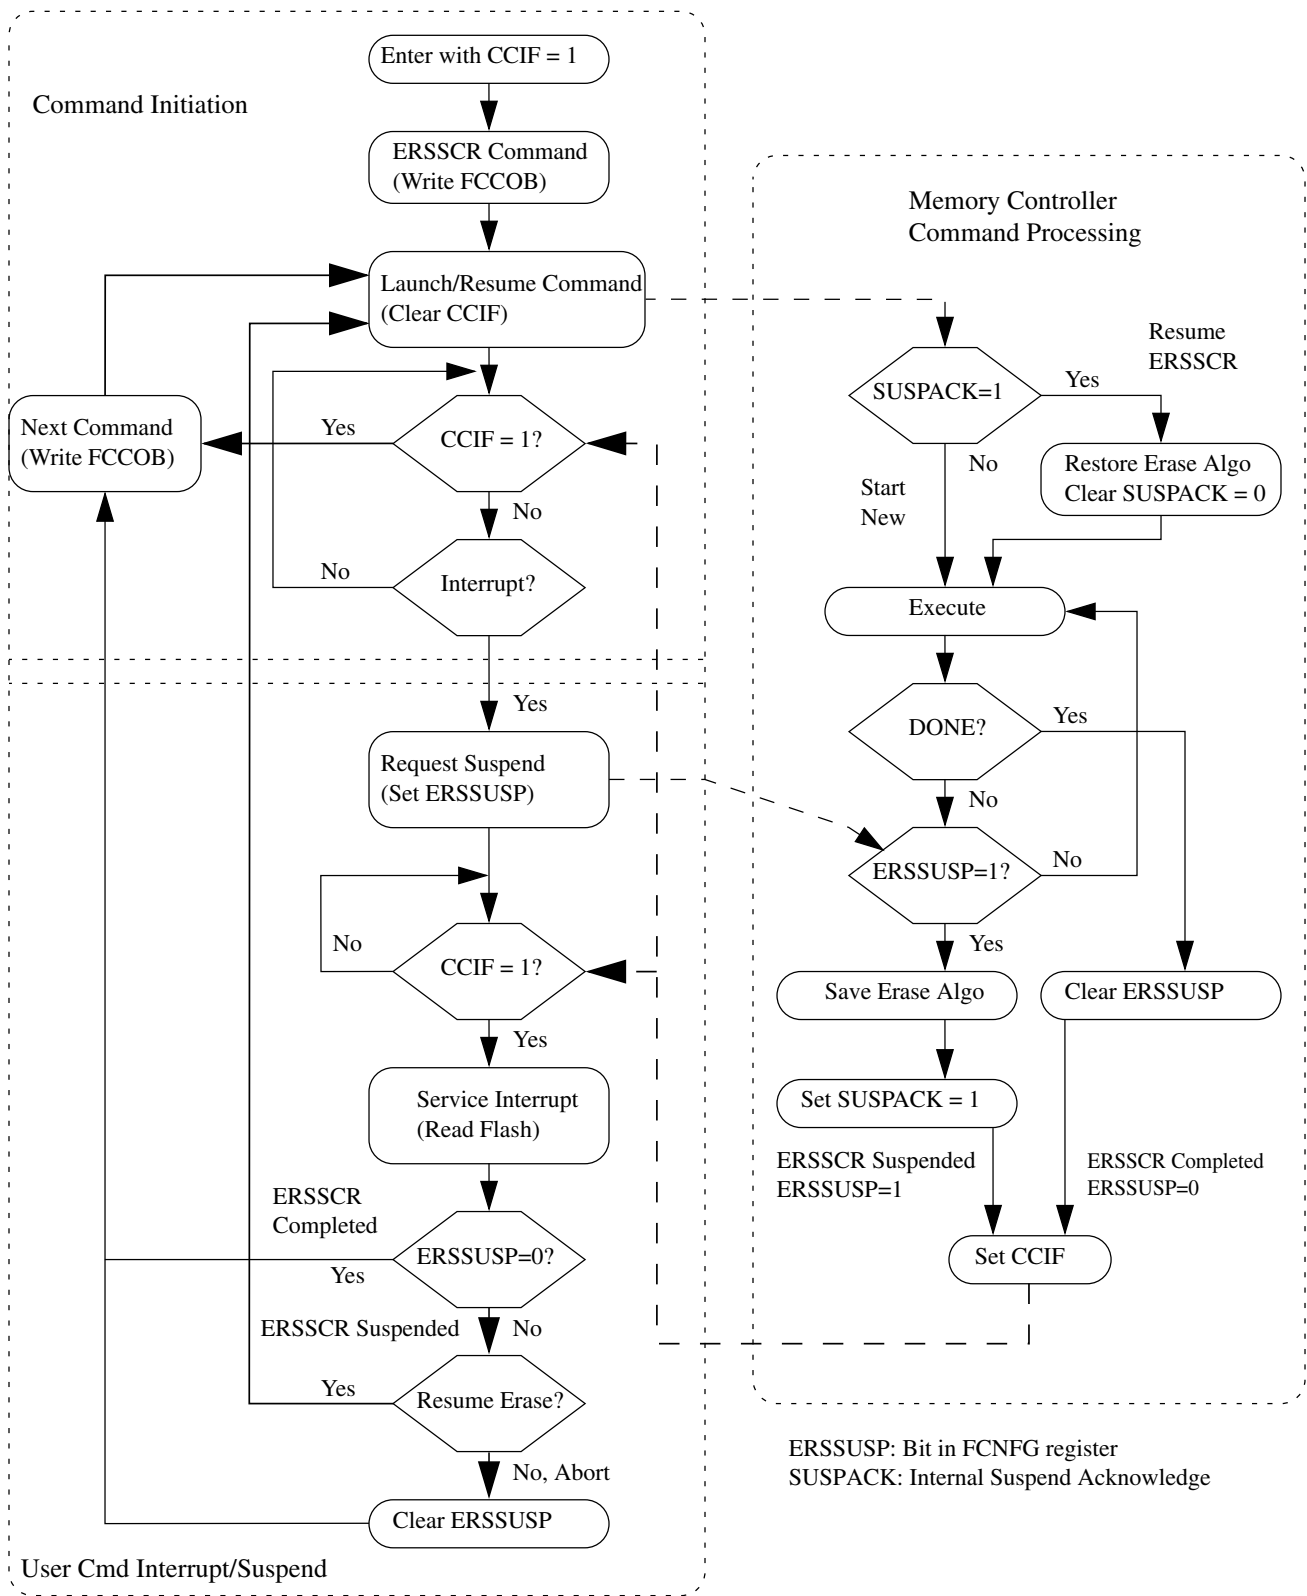 Enter with CCIF = 1
Command Initiation
ERSSCR Command
(Write FCCOB)
Launch/Resume Command
(Clear CCIF)
Next Command
(Write FCCOB)
Yes
CCIF = 1?
No
No
Interrupt?
Yes
Request Suspend
(Set ERSSUSP)
No
CCIF = 1?
Yes
Service Interrupt
(Read Flash)
ERSSCR
Completed
ERSSUSP=0?
Yes
ERSSCR Suspended
No
Yes
Resume Erase?
No, Abort
Clear ERSSUSP
User Cmd Interrupt/Suspend
Memory Controller
Command Processing
Resume
ERSSCR
SUSPACK=1
Yes
No
Start
New
Restore Erase Algo
Clear SUSPACK = 0
Execute
DONE?
Yes
No
ERSSUSP=1?
No
Yes
Save Erase Algo
Clear ERSSUSP
Set SUSPACK = 1
ERSSCR Suspended
ERSSUSP=1
ERSSCR Completed
ERSSUSP=0
Set CCIF
ERSSUSP: Bit in FCNFG register
SUSPACK: Internal Suspend Acknowledge